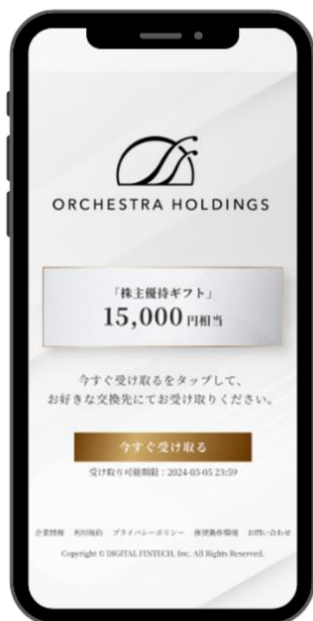 ORCHESTRA HOLDINGS
「株主優待ギフト」
15,000 円相当
今すぐ受け取るをタップして、
お好きな交換先にてお受け取りください。
今すぐ受け取る
受け取り可能期限：2024-03-05 23:59
企業情報 利用規約 プライバシーポリシー 推奨動作環境 お問い合わせ
Copyright © DIGITAL FINTECH, Inc. All Rights Reserved.